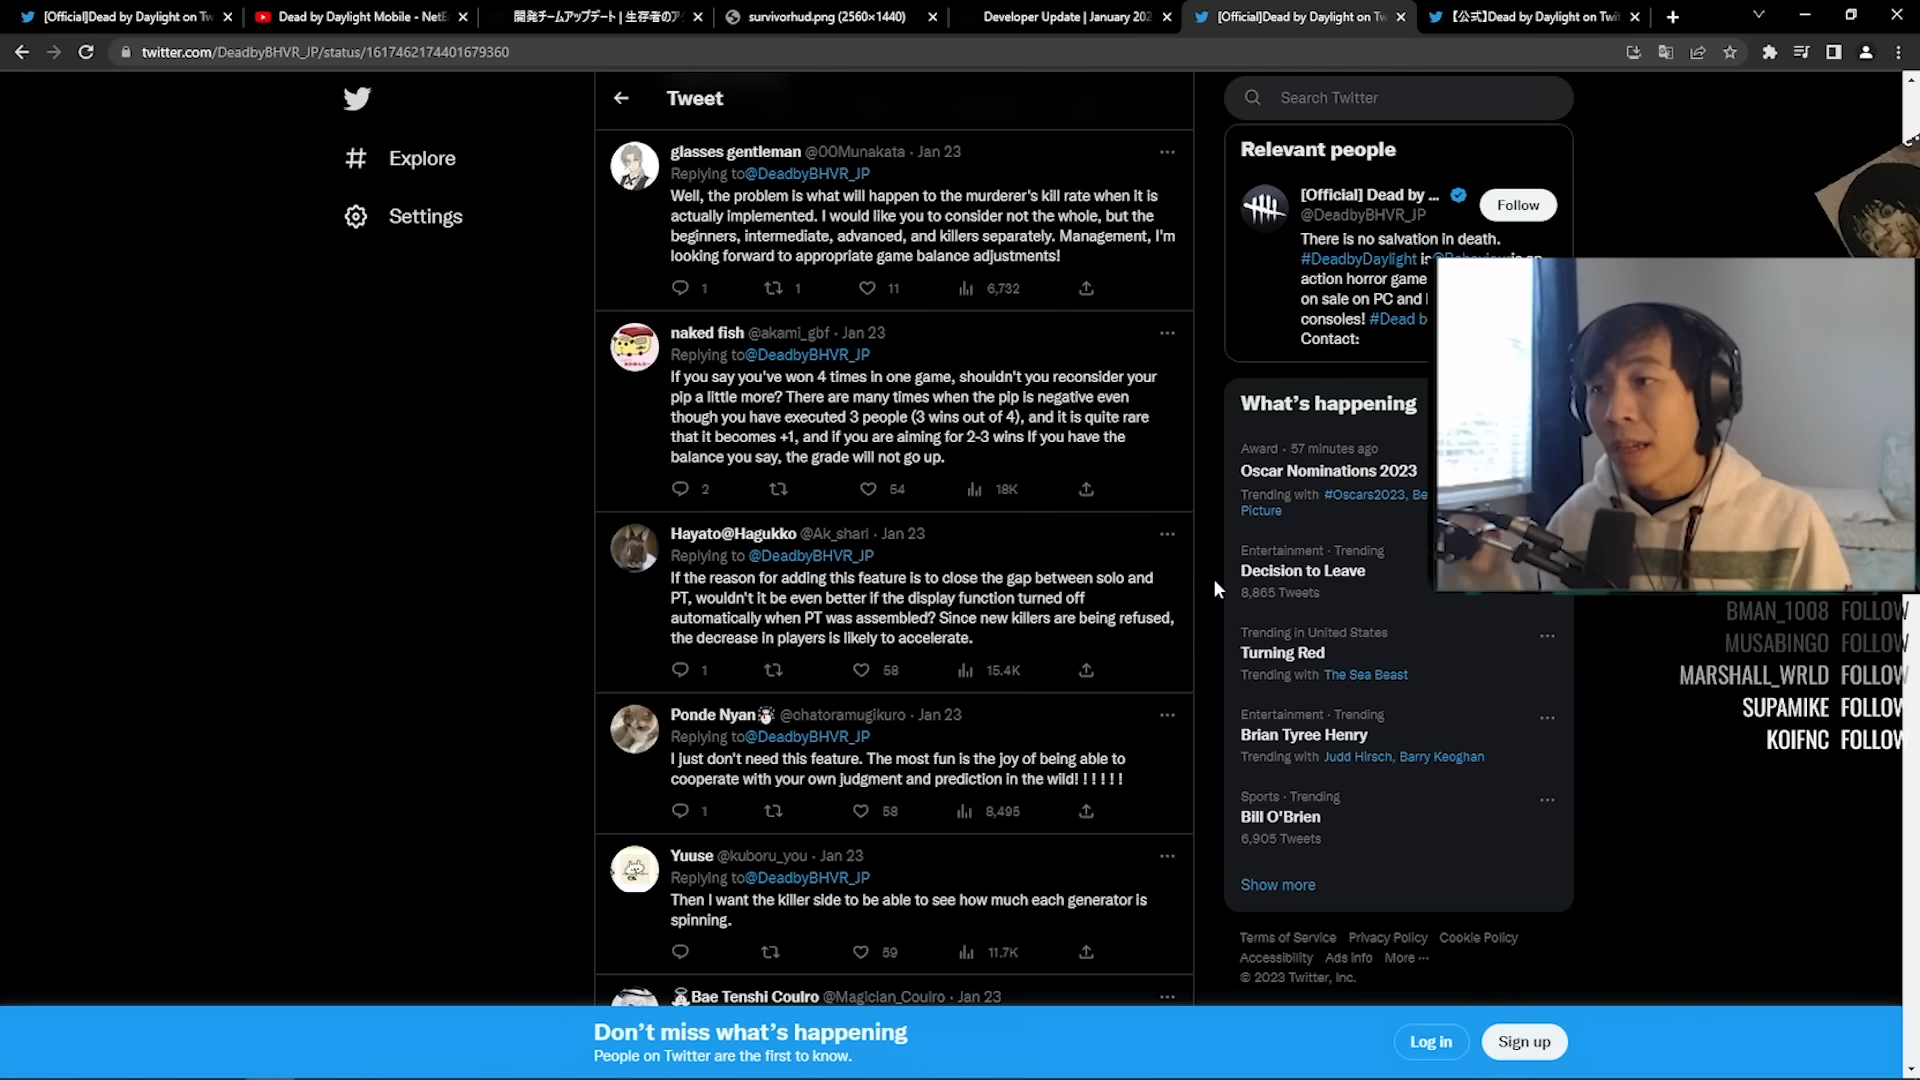 [Official]Dead by Daylight on Tw
Dead by Daylight Mobile - NetE
開発チームアップデート | 生存者のア
survivorhud.png (2560×1440)
Developer Update | January 202
[Official]Dead by Daylight on Tw
【公式】Dead by Daylight on Twit
twitter.com/DeadbyBHVR_JP/status/1617462174401679360
Explore
Settings
Tweet
glasses gentleman @00Munakata · Jan 23
Replying to@DeadbyBHVR_JP
Well, the problem is what will happen to the murderer's kill rate when it is
actually implemented. I would like you to consider not the whole, but the
beginners, intermediate, advanced, and killers separately. Management, I'm
looking forward to appropriate game balance adjustments!
1 1 11 6,732
naked fish @akami_gbf · Jan 23
Replying to@DeadbyBHVR_JP
If you say you've won 4 times in one game, shouldn't you reconsider your
pip a little more? There are many times when the pip is negative even
though you have executed 3 people (3 wins out of 4), and it is quite rare
that it becomes +1, and if you are aiming for 2-3 wins If you have the
balance you say, the grade will not go up.
2 54 18K
Hayato@Hagukko @Ak_shari · Jan 23
Replying to @DeadbyBHVR_JP
If the reason for adding this feature is to close the gap between solo and
PT, wouldn't it be even better if the display function turned off
automatically when PT was assembled? Since new killers are being refused,
the decrease in players is likely to accelerate.
1 58 15.4K
Ponde Nyan⛄ @chatoramugikuro · Jan 23
Replying to@DeadbyBHVR_JP
I just don't need this feature. The most fun is the joy of being able to
cooperate with your own judgment and prediction in the wild! ! ! ! ! !
1 58 8,495
Yuuse @kuboru_you · Jan 23
Replying to@DeadbyBHVR_JP
Then I want the killer side to be able to see how much each generator is
spinning.
59 11.7K
Bae Tenshi Coulro @Magician_Coulro · Jan 23
Search Twitter
Relevant people
[Official] Dead by ...
@DeadbyBHVR_JP
Follow
There is no salvation in death.
#DeadbyDaylight is
action horror game
on sale on PC and
consoles! #Dead b
Contact:
What's happening
Award · 57 minutes ago
Oscar Nominations 2023
Trending with #Oscars2023, Be
Picture
Entertainment · Trending
Decision to Leave
8,865 Tweets
Trending in United States
Turning Red
Trending with The Sea Beast
Entertainment · Trending
Brian Tyree Henry
Trending with Judd Hirsch, Barry Keoghan
Sports · Trending
Bill O'Brien
6,905 Tweets
Show more
Terms of Service Privacy Policy Cookie Policy
Accessibility Ads info More ···
© 2023 Twitter, Inc.
BMAN_1008 FOLLOW
MUSABINGO FOLLOW
MARSHALL_WRLD FOLLOW
SUPAMIKE FOLLOW
KOIFNC FOLLOW
Don't miss what's happening
People on Twitter are the first to know.
Log in
Sign up